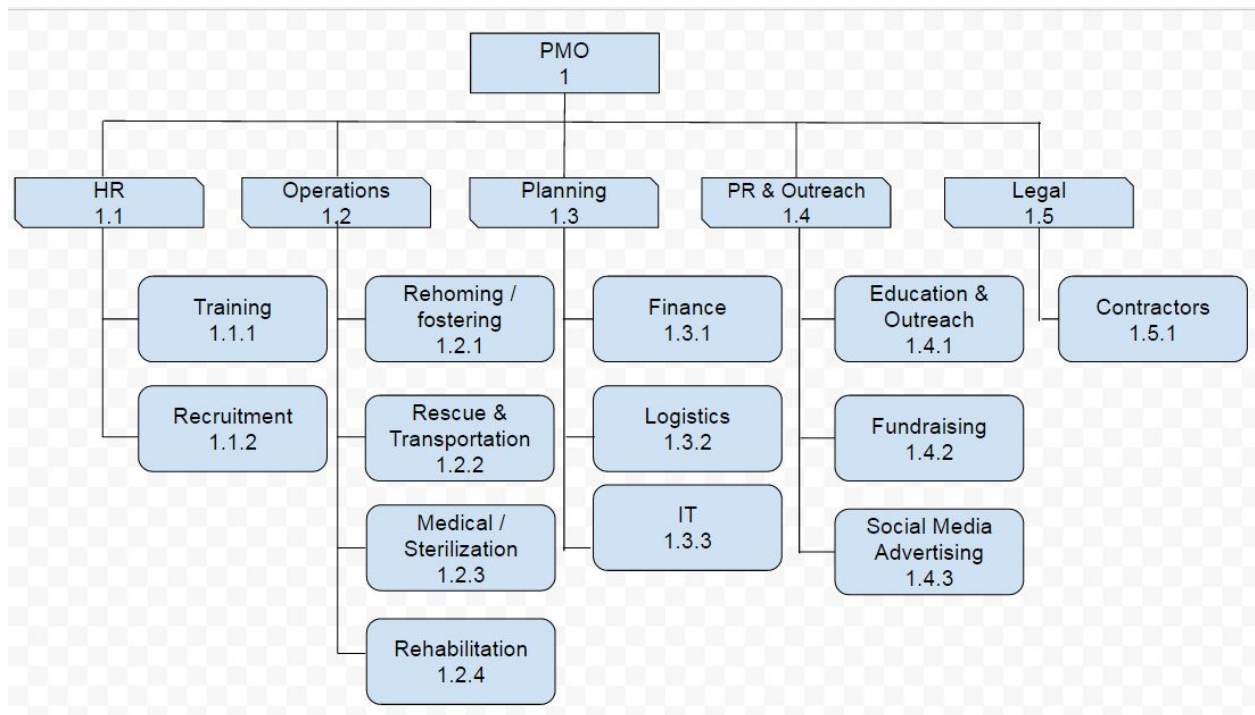 PMO
1
HR
1.1
Operations
1.2
Planning
1.3
PR & Outreach
1.4
Legal
1.5
Training
1.1.1
Recruitment
1.1.2
Rehoming /
fostering
1.2.1
Rescue &
Transportation
1.2.2
Medical /
Sterilization
1.2.3
Rehabilitation
1.2.4
Finance
1.3.1
Logistics
1.3.2
IT
1.3.3
Education &
Outreach
1.4.1
Fundraising
1.4.2
Social Media
Advertising
1.4.3
Contractors
1.5.1